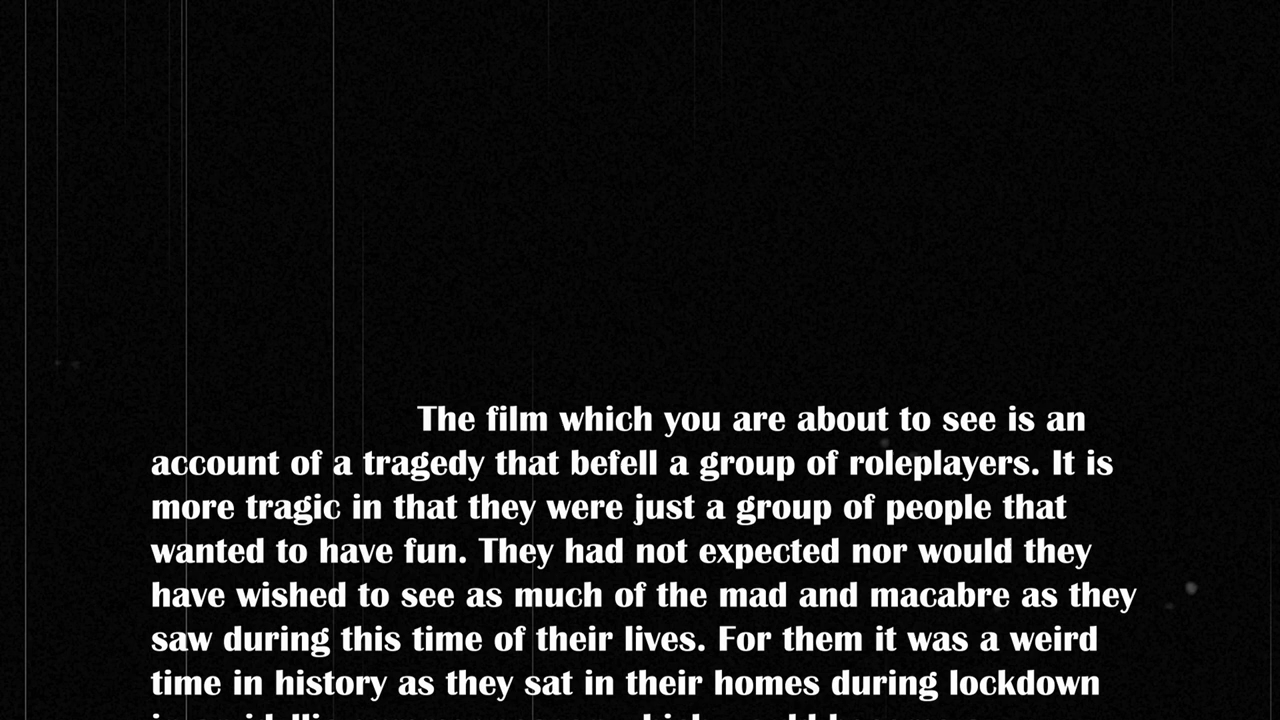 The film which you are about to see is an
account of a tragedy that befell a group of roleplayers. It is
more tragic in that they were just a group of people that
wanted to have fun. They had not expected nor would they
have wished to see as much of the mad and macabre as they
saw during this time of their lives. For them it was a weird
time in history as they sat in their homes during lockdown